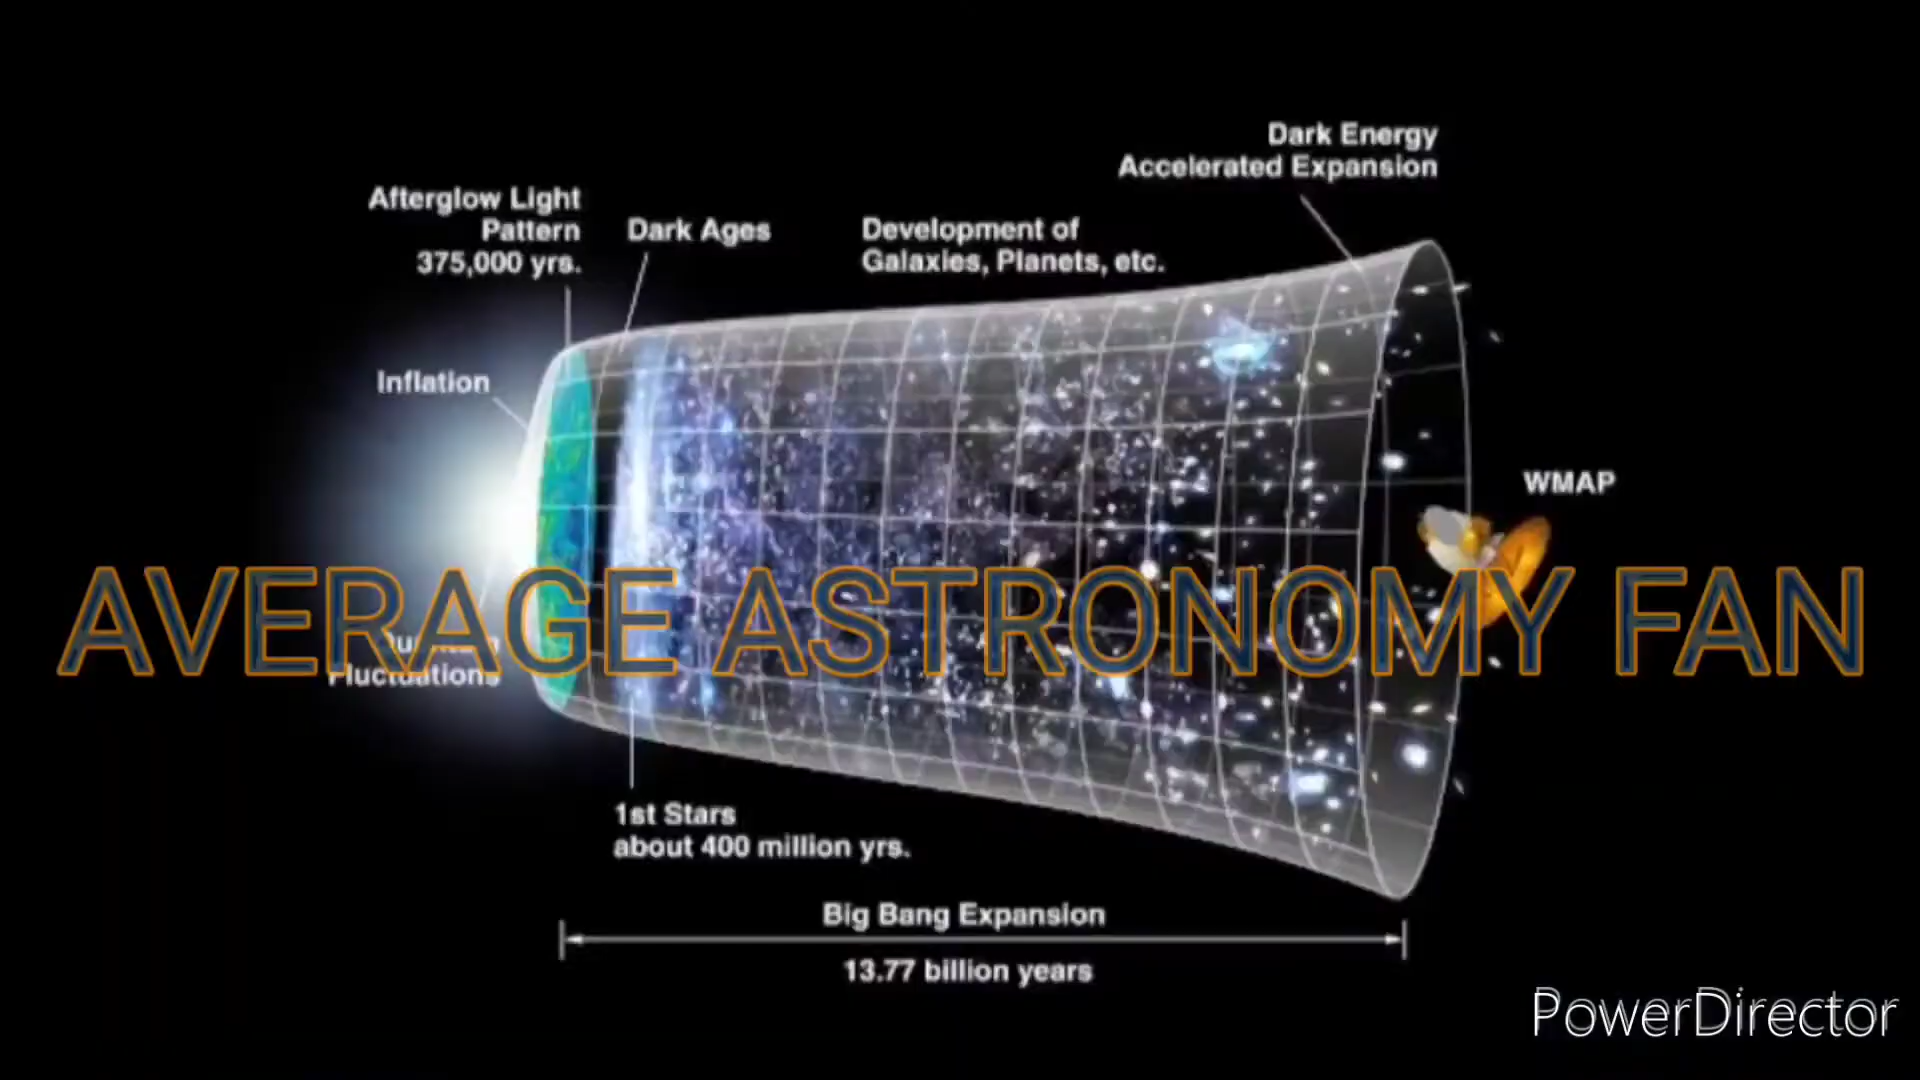 Dark Energy
Accelerated Expansion
Afterglow Light
Pattern
375,000 yrs.
Dark Ages
Development of
Galaxies, Planets, etc.
Inflation
WMAP
AVERAGE ASTRONOMY FAN
Fluctuations
1st Stars
about 400 million yrs.
Big Bang Expansion
13.77 billion years
PowerDirector